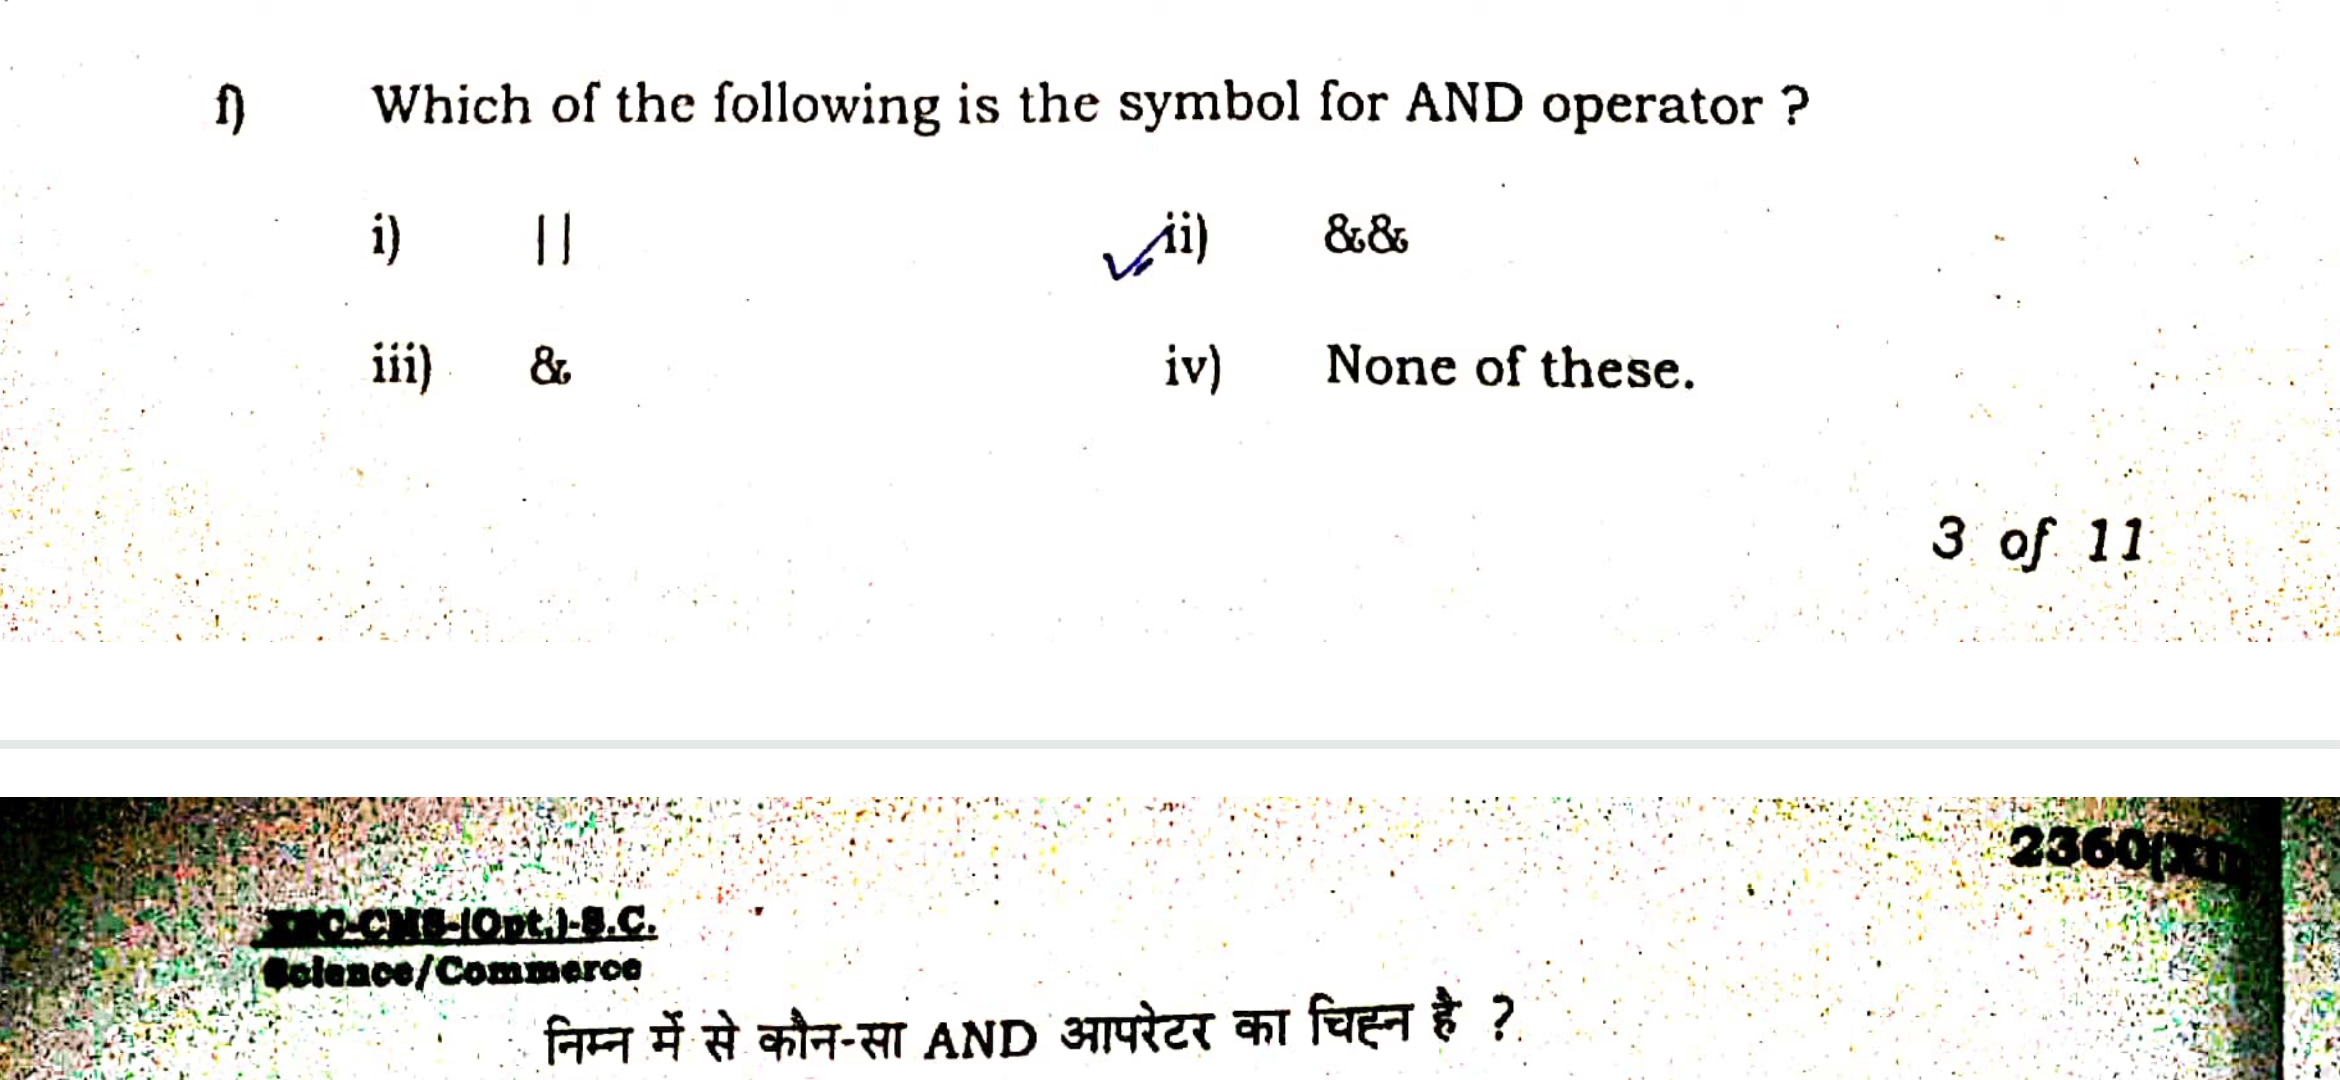 f) Which of the following is the symbol for AND operator ?
i) || ii) &&
iii) & iv) None of these.
3 of 11
(Opt.)-S.C.
Science/Commerce
निम्न में से कौन-सा AND आपरेटर का चिह्न है ?